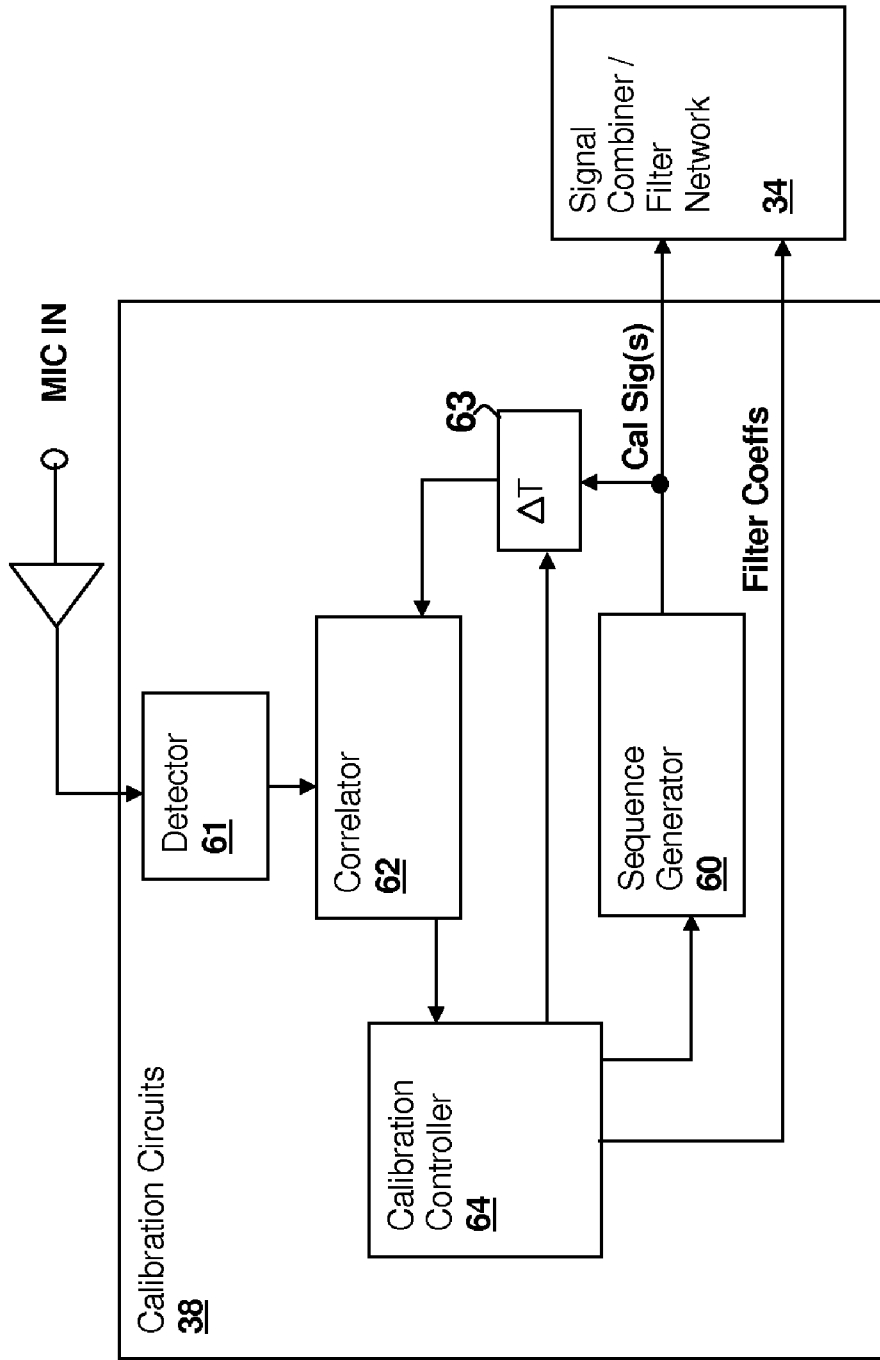 Calibration Circuits
38
MIC IN
Detector
61
Correlator
62
63
ΔT
Calibration
Controller
64
Sequence
Generator
60
Cal Sig(s)
Filter Coeffs
Signal
Combiner /
Filter
Network
34